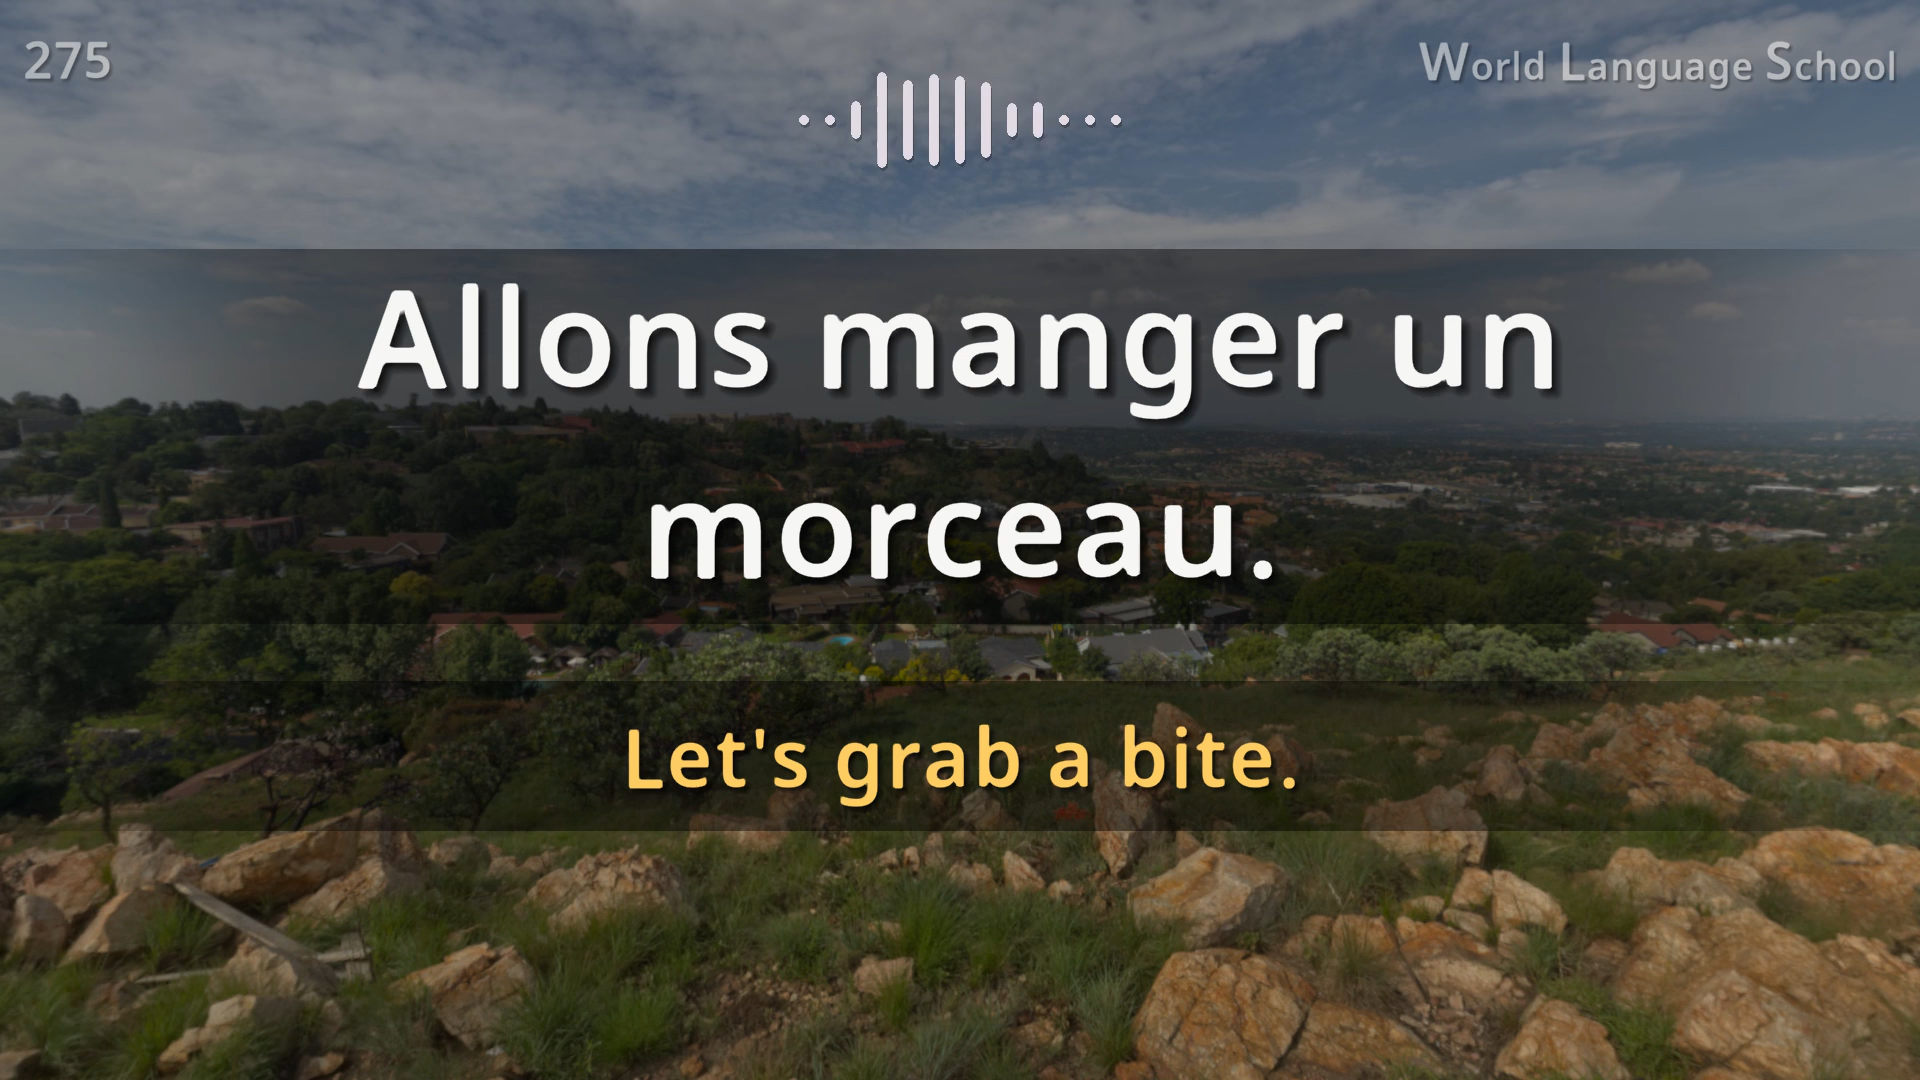 275
World Language School
Allons manger un
morceau.
Let's grab a bite.